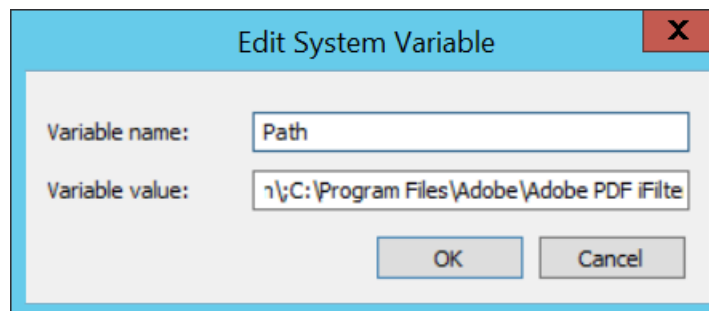 Edit System Variable
X
Variable name: Path
Variable value: \;C:\Program Files\Adobe\Adobe PDF iFilte
OK Cancel